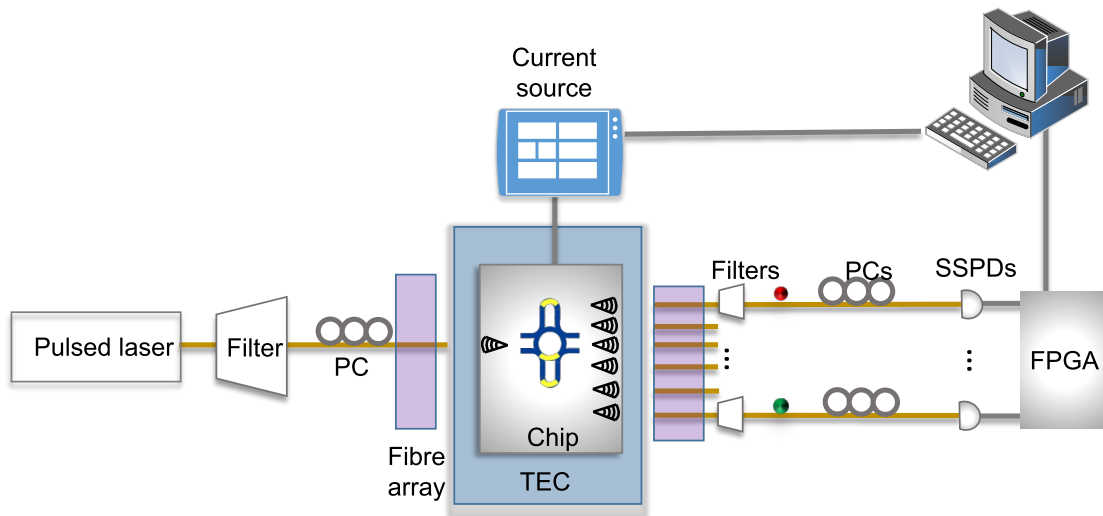 Current
source
Filters
PCs
SSPDs
Pulsed laser
Filter
PC
FPGA
Chip
Fibre
array
TEC